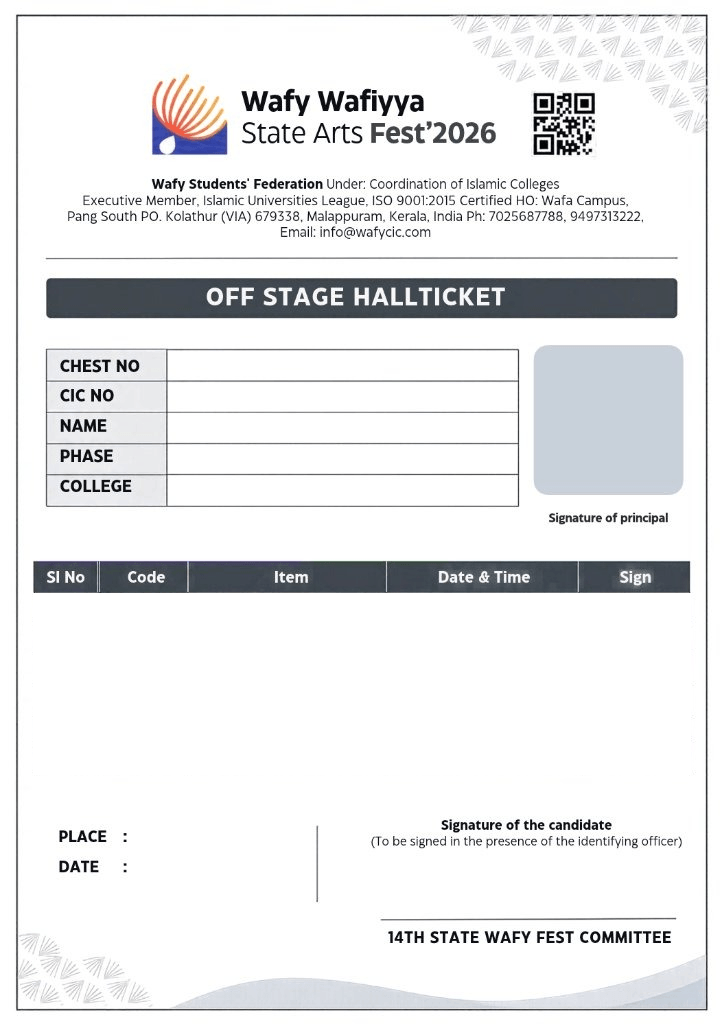 Wafy Wafiyya
State Arts Fest'2026
Wafy Students' Federation Under: Coordination of Islamic Colleges
Executive Member, Islamic Universities League, ISO 9001:2015 Certified HO: Wafa Campus,
Pang South PO. Kolathur (VIA) 679338, Malappuram, Kerala, India Ph: 7025687788, 9497313222,
Email: info@wafycic.com
OFF STAGE HALLTICKET
CHEST NO
CIC NO
NAME
PHASE
COLLEGE
Signature of principal
Sl No Code Item Date & Time Sign
PLACE :
DATE :
Signature of the candidate
(To be signed in the presence of the identifying officer)
14TH STATE WAFY FEST COMMITTEE